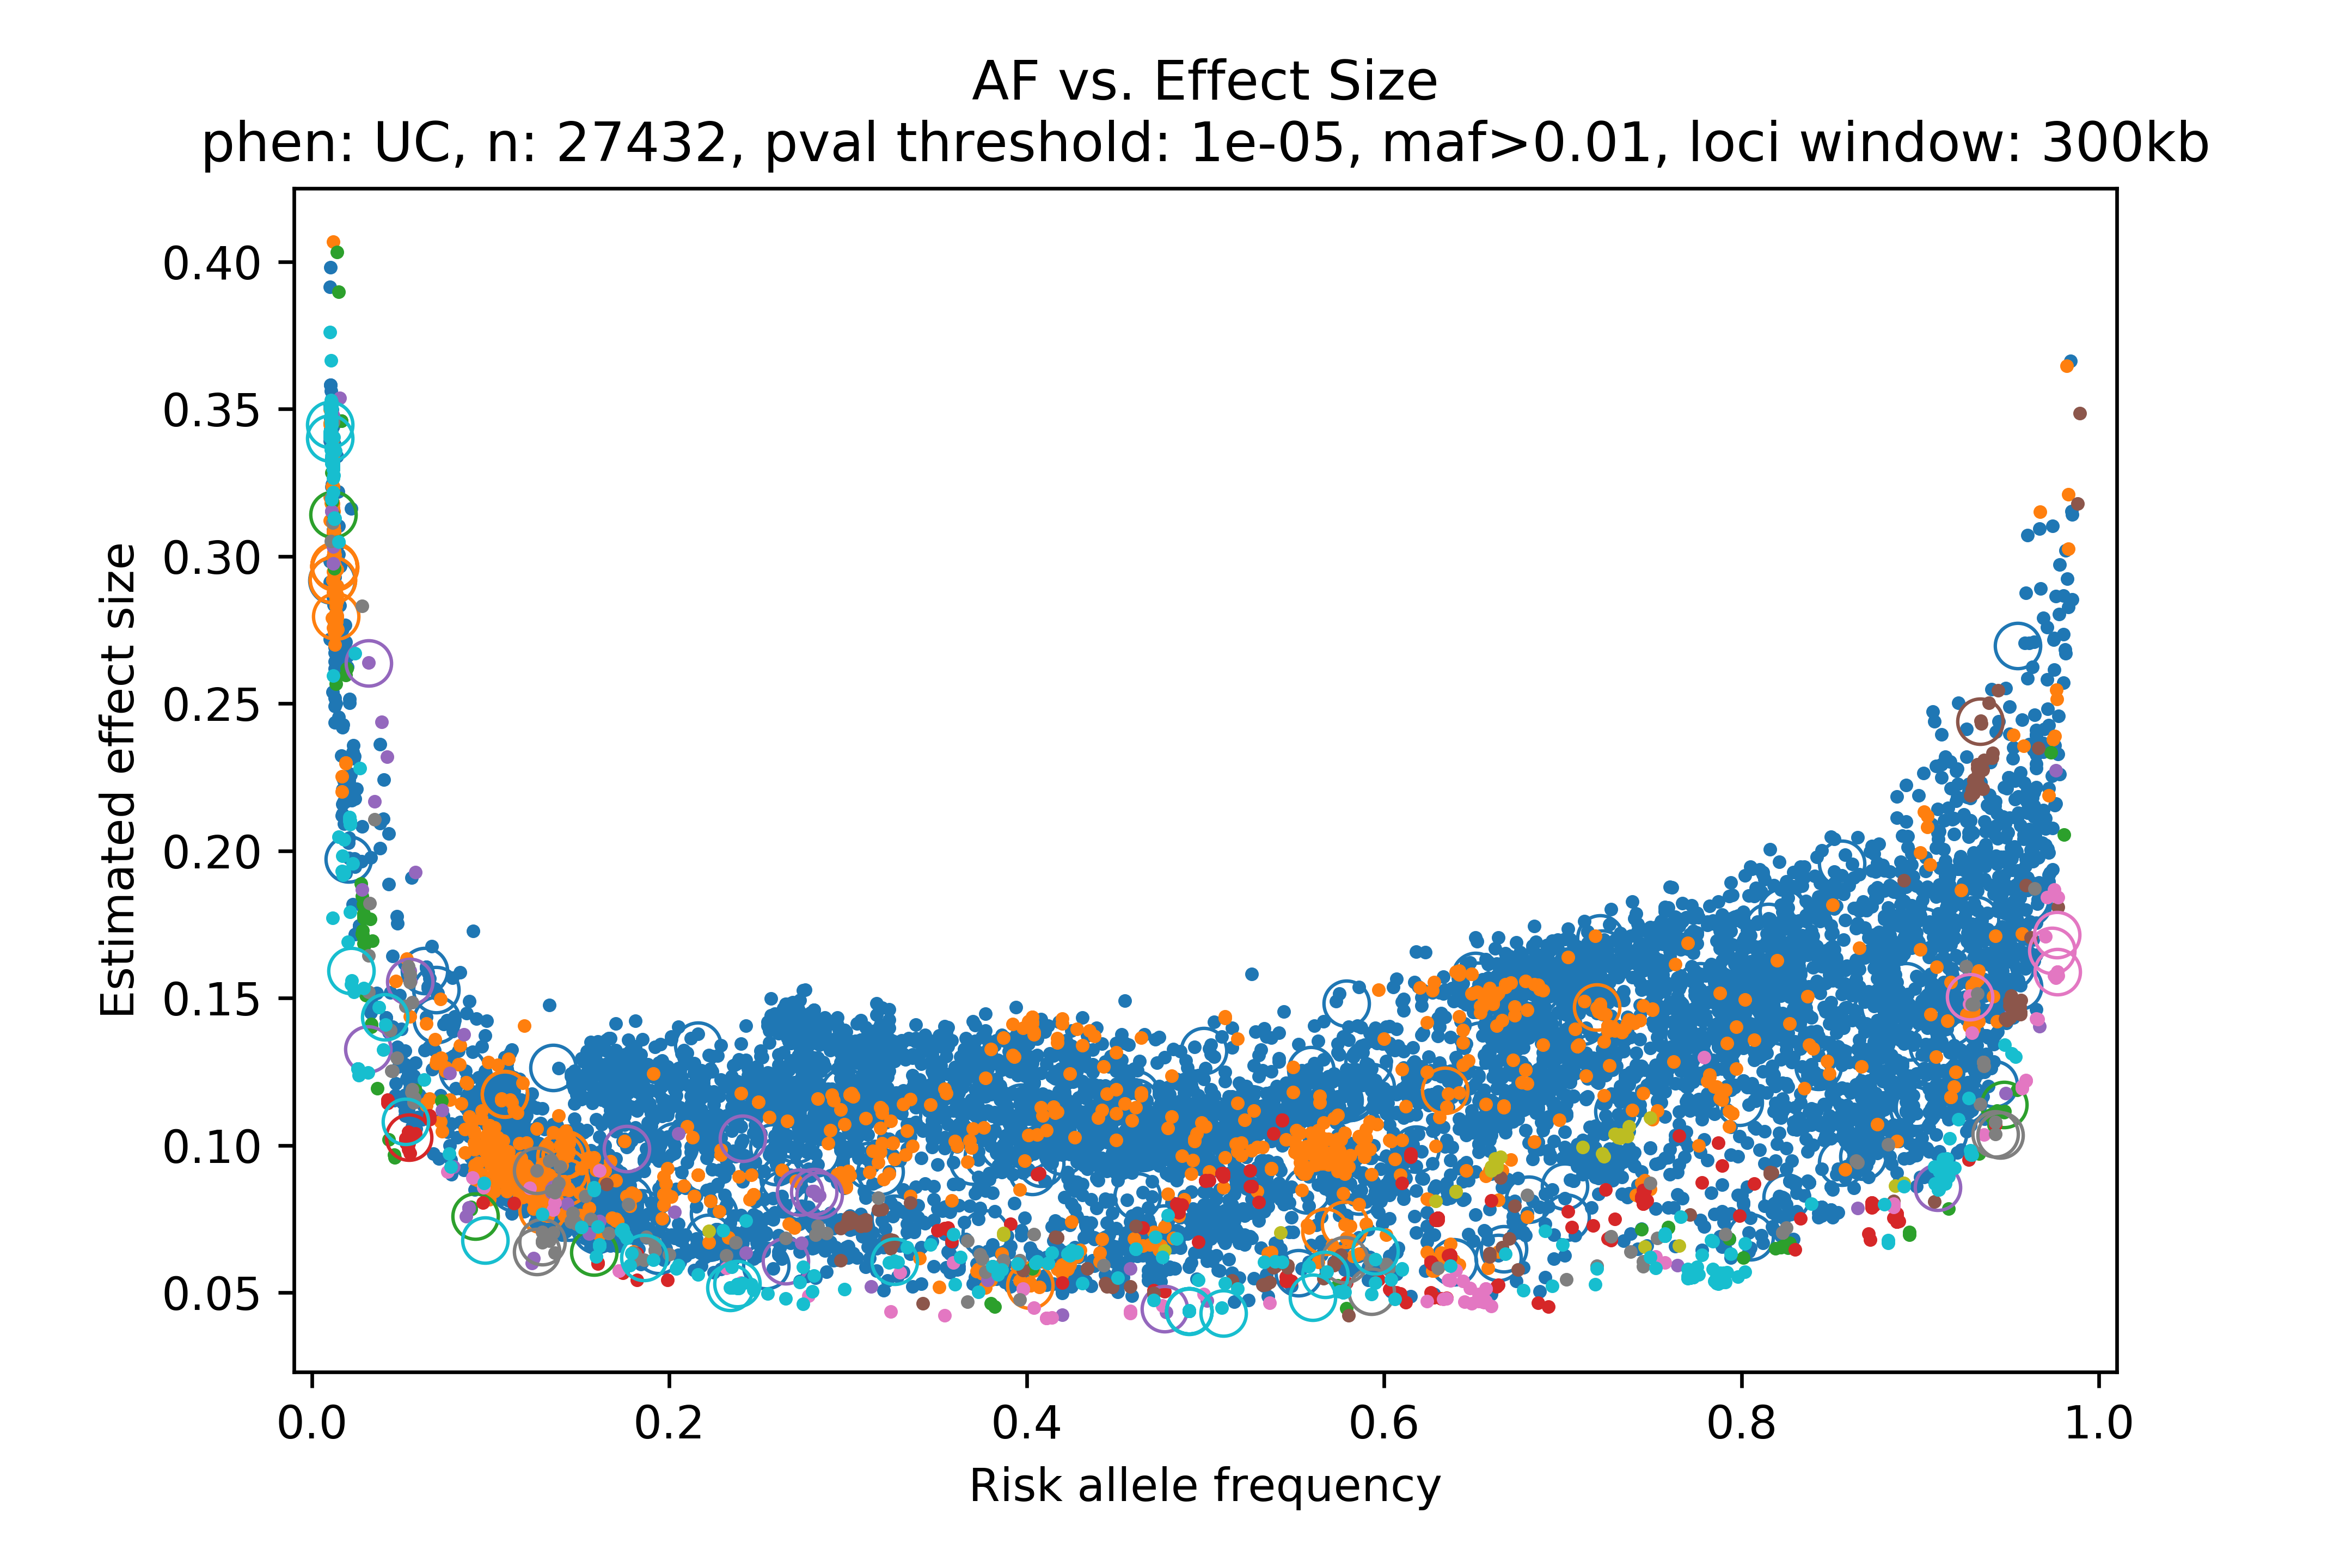 AF vs. Effect Size
phen: UC, n: 27432, pval threshold: 1e-05, maf>0.01, loci window: 300kb
0.40
0.35
0.30
0.25
0.20
0.15
0.10
0.05
Estimated effect size
0.0 0.2 0.4 0.6 0.8 1.0
Risk allele frequency